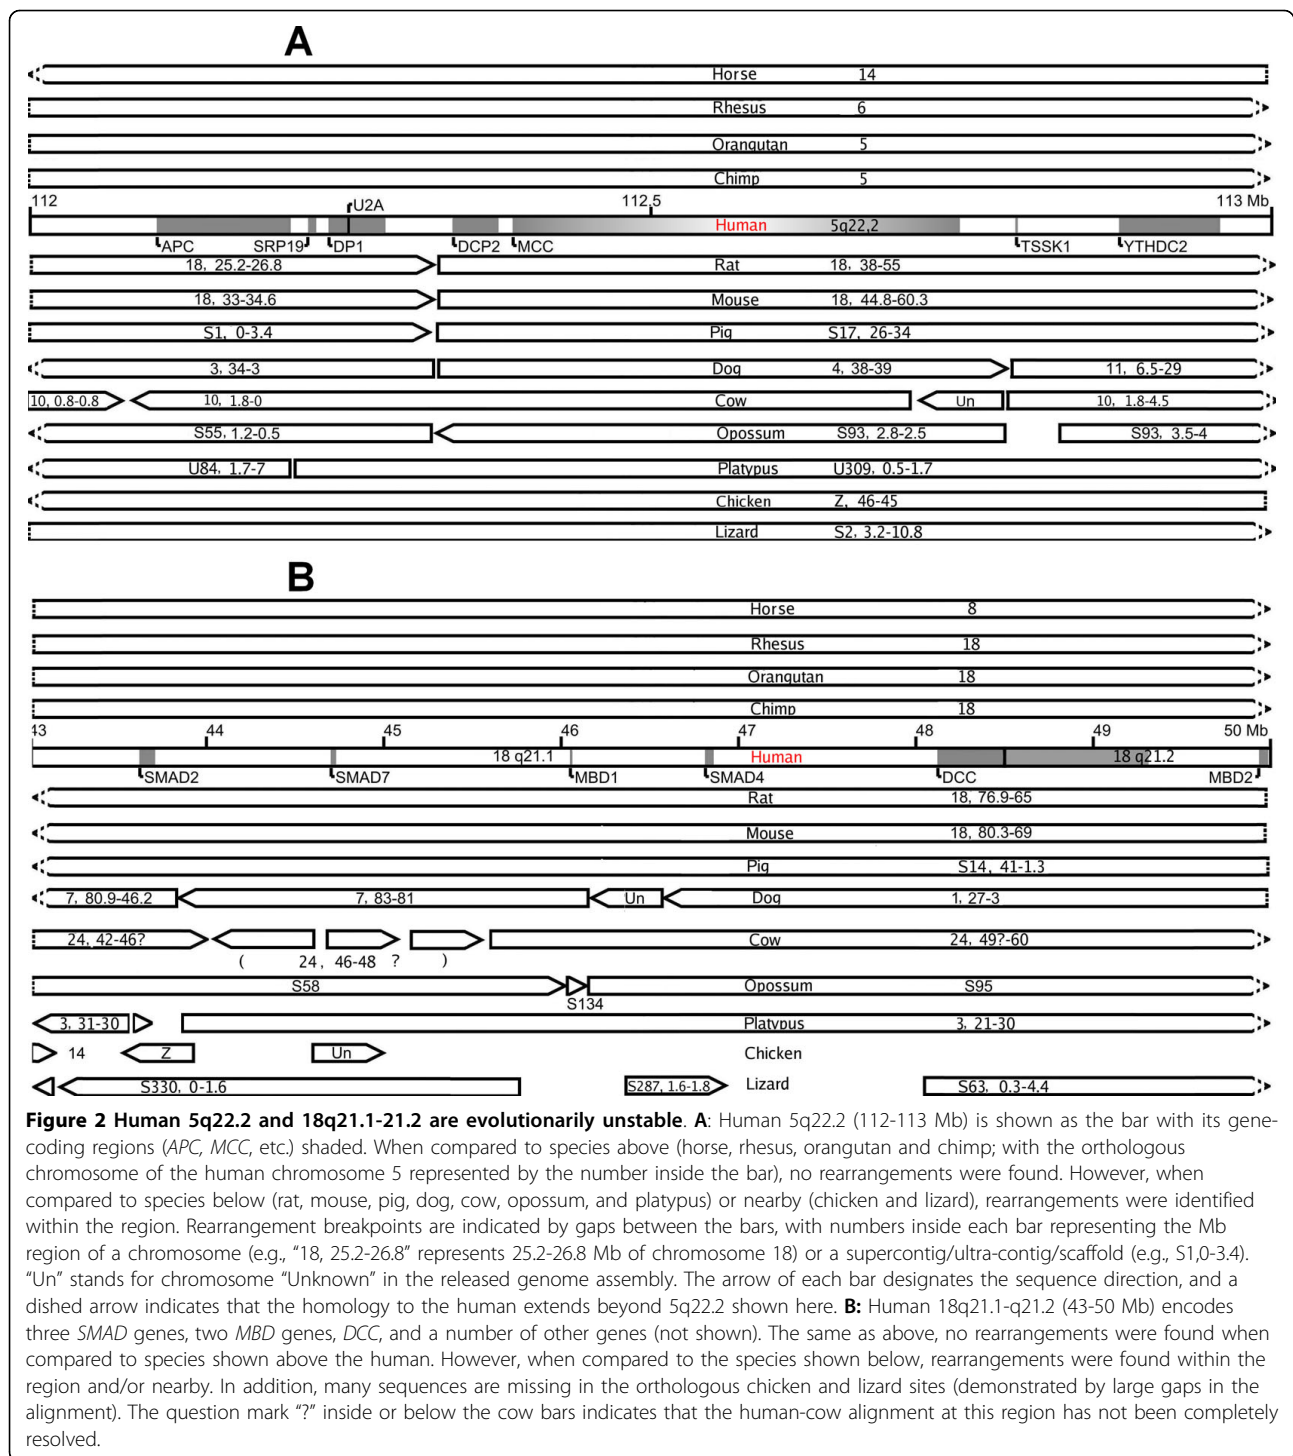 A
Horse 14
Rhesus 6
Orangutan 5
Chimp 5
112 U2A 112,5 113 Mb
Human 5q22,2
APC SRP19 DP1 DCP2 MCC TSSK1 YTHDC2
18, 25.2-26.8 Rat 18, 38-55
18, 33-34.6 Mouse 18, 44.8-60.3
S1, 0-3.4 Pig S17, 26-34
3, 34-3 Dog 4, 38-39 11, 6.5-29
10, 0.8-0.8 10, 1.8-0 Cow Un 10, 1.8-4.5
S55, 1.2-0.5 Opossum S93, 2.8-2.5 S93, 3.5-4
U84, 1.7-7 Platypus U309, 0.5-1.7
Chicken Z, 46-45
Lizard S2, 3.2-10.8
B
Horse 8
Rhesus 18
Orangutan 18
Chimp 18
43 44 45 46 47 48 49 50 Mb
18 q21.1 Human 18 q21.2
SMAD2 SMAD7 MBD1 SMAD4 DCC MBD2
Rat 18, 76.9-65
Mouse 18, 80.3-69
Pig S14, 41-1.3
7, 80.9-46.2 7, 83-81 Un Dog 1, 27-3
24, 42-46? Cow 24, 49?-60
( 24, 46-48 ? )
S58 Opossum S95
S134
3, 31-30 Platypus 3, 21-30
14 Z Un Chicken
S330, 0-1.6 S287, 1.6-1.8 Lizard S63, 0.3-4.4
Figure 2 Human 5q22.2 and 18q21.1-21.2 are evolutionarily unstable. A: Human 5q22.2 (112-113 Mb) is shown as the bar with its gene-
coding regions (APC, MCC, etc.) shaded. When compared to species above (horse, rhesus, orangutan and chimp; with the orthologous
chromosome of the human chromosome 5 represented by the number inside the bar), no rearrangements were found. However, when
compared to species below (rat, mouse, pig, dog, cow, opossum, and platypus) or nearby (chicken and lizard), rearrangements were identified
within the region. Rearrangement breakpoints are indicated by gaps between the bars, with numbers inside each bar representing the Mb
region of a chromosome (e.g., “18, 25.2-26.8” represents 25.2-26.8 Mb of chromosome 18) or a supercontig/ultra-contig/scaffold (e.g., S1,0-3.4).
“Un” stands for chromosome “Unknown” in the released genome assembly. The arrow of each bar designates the sequence direction, and a
dished arrow indicates that the homology to the human extends beyond 5q22.2 shown here. B: Human 18q21.1-q21.2 (43-50 Mb) encodes
three SMAD genes, two MBD genes, DCC, and a number of other genes (not shown). The same as above, no rearrangements were found when
compared to species shown above the human. However, when compared to the species shown below, rearrangements were found within the
region and/or nearby. In addition, many sequences are missing in the orthologous chicken and lizard sites (demonstrated by large gaps in the
alignment). The question mark “?” inside or below the cow bars indicates that the human-cow alignment at this region has not been completely
resolved.